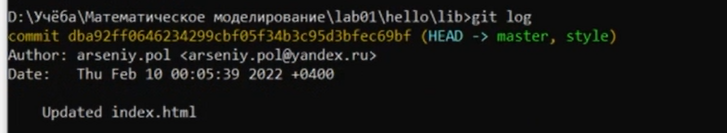 D:\Учёба\Математическое моделирование\lab01\hello\lib>git log
commit dba92ff0646234299cbf05f34b3c95d3bfec69bf (HEAD -> master, style)
Author: arseniy.pol <arseniy.pol@yandex.ru>
Date:   Thu Feb 10 00:05:39 2022 +0400
    Updated index.html